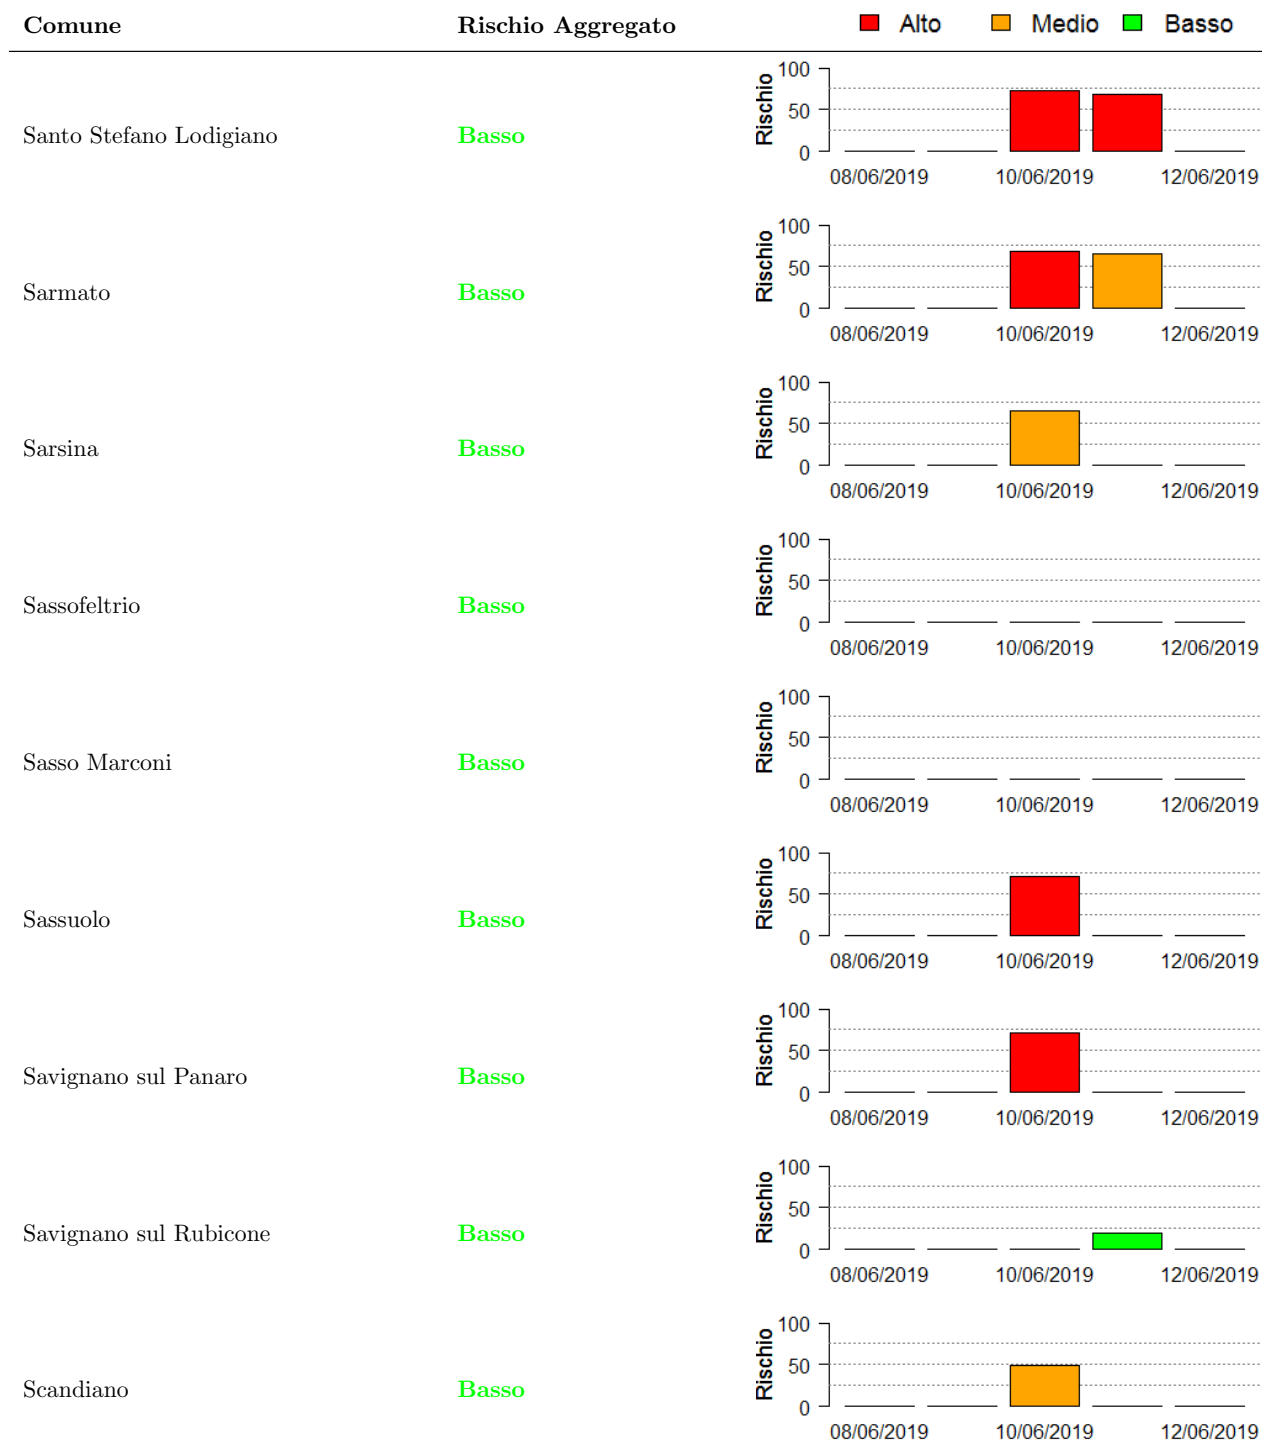 Comune Rischio Aggregato Alto Medio Basso
Santo Stefano Lodigiano Basso Rischio 100 50 0
08/06/2019 10/06/2019 12/06/2019
Sarmato Basso Rischio 100 50 0
08/06/2019 10/06/2019 12/06/2019
Sarsina Basso Rischio 100 50 0
08/06/2019 10/06/2019 12/06/2019
Sassofeltrio Basso Rischio 100 50 0
08/06/2019 10/06/2019 12/06/2019
Sasso Marconi Basso Rischio 100 50 0
08/06/2019 10/06/2019 12/06/2019
Sassuolo Basso Rischio 100 50 0
08/06/2019 10/06/2019 12/06/2019
Savignano sul Panaro Basso Rischio 100 50 0
08/06/2019 10/06/2019 12/06/2019
Savignano sul Rubicone Basso Rischio 100 50 0
08/06/2019 10/06/2019 12/06/2019
Scandiano Basso Rischio 100 50 0
08/06/2019 10/06/2019 12/06/2019